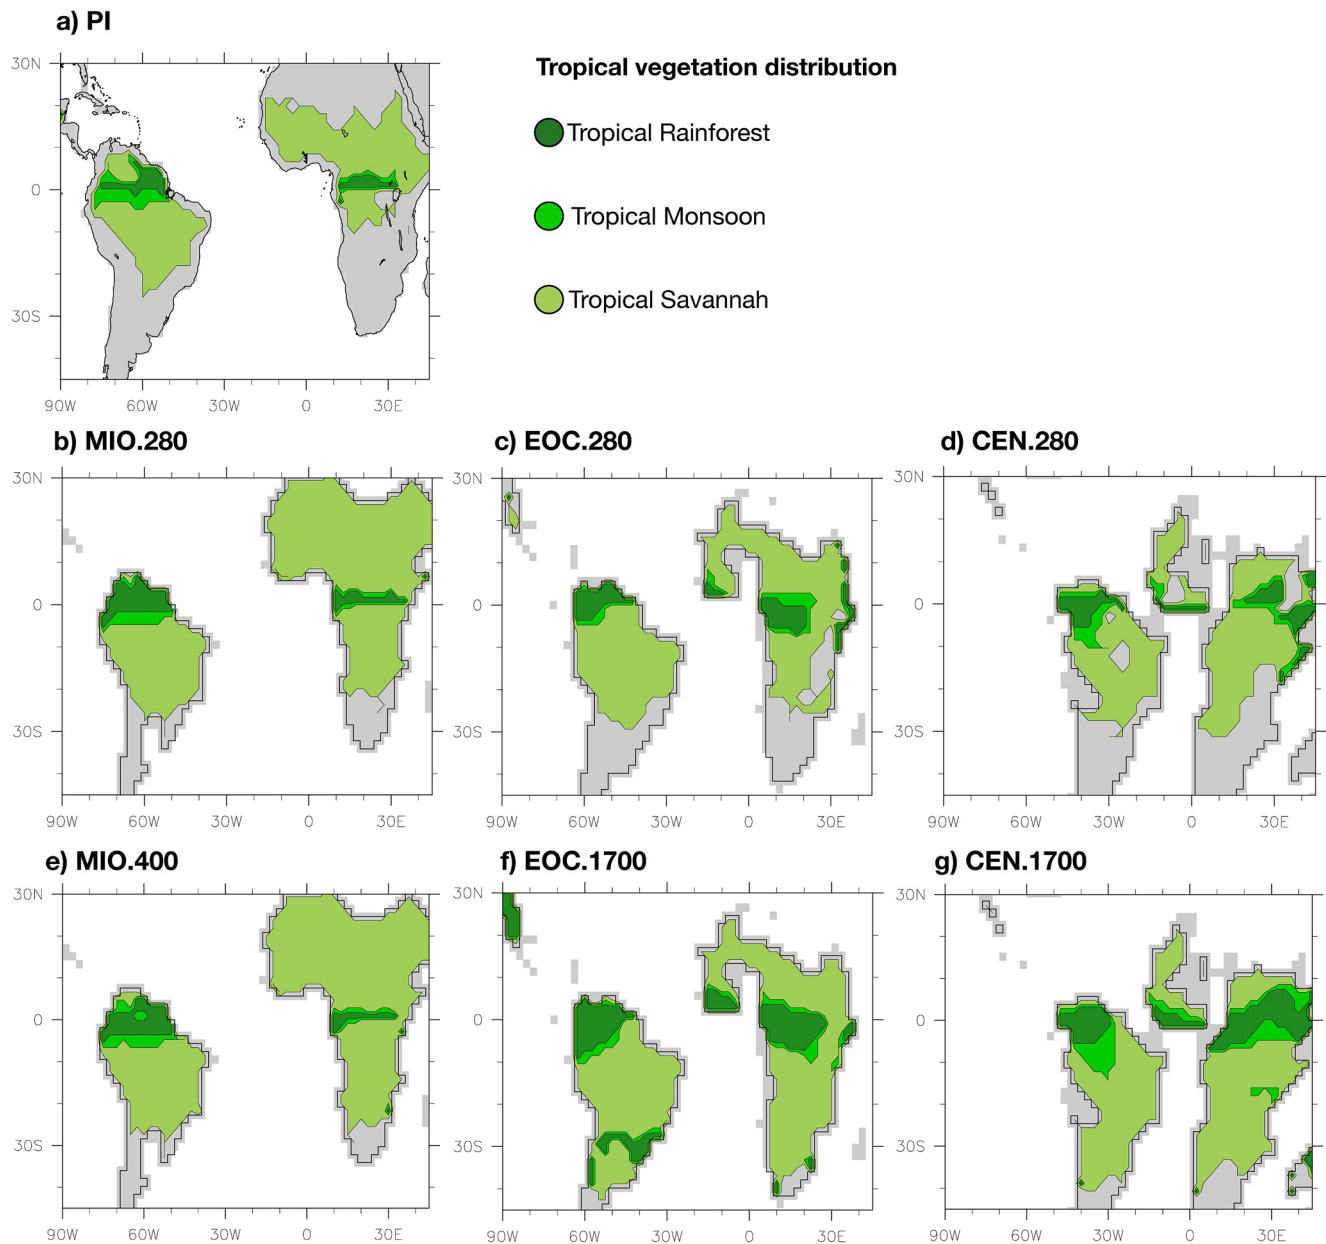 a) PI
30N
0
30S
90W 60W 30W 0 30E
Tropical vegetation distribution
Tropical Rainforest
Tropical Monsoon
Tropical Savannah
b) MIO.280
30N
0
30S
90W 60W 30W 0 30E
c) EOC.280
30N
0
30S
90W 60W 30W 0 30E
d) CEN.280
30N
0
30S
90W 60W 30W 0 30E
e) MIO.400
30N
0
30S
90W 60W 30W 0 30E
f) EOC.1700
30N
0
30S
90W 60W 30W 0 30E
g) CEN.1700
30N
0
30S
90W 60W 30W 0 30E